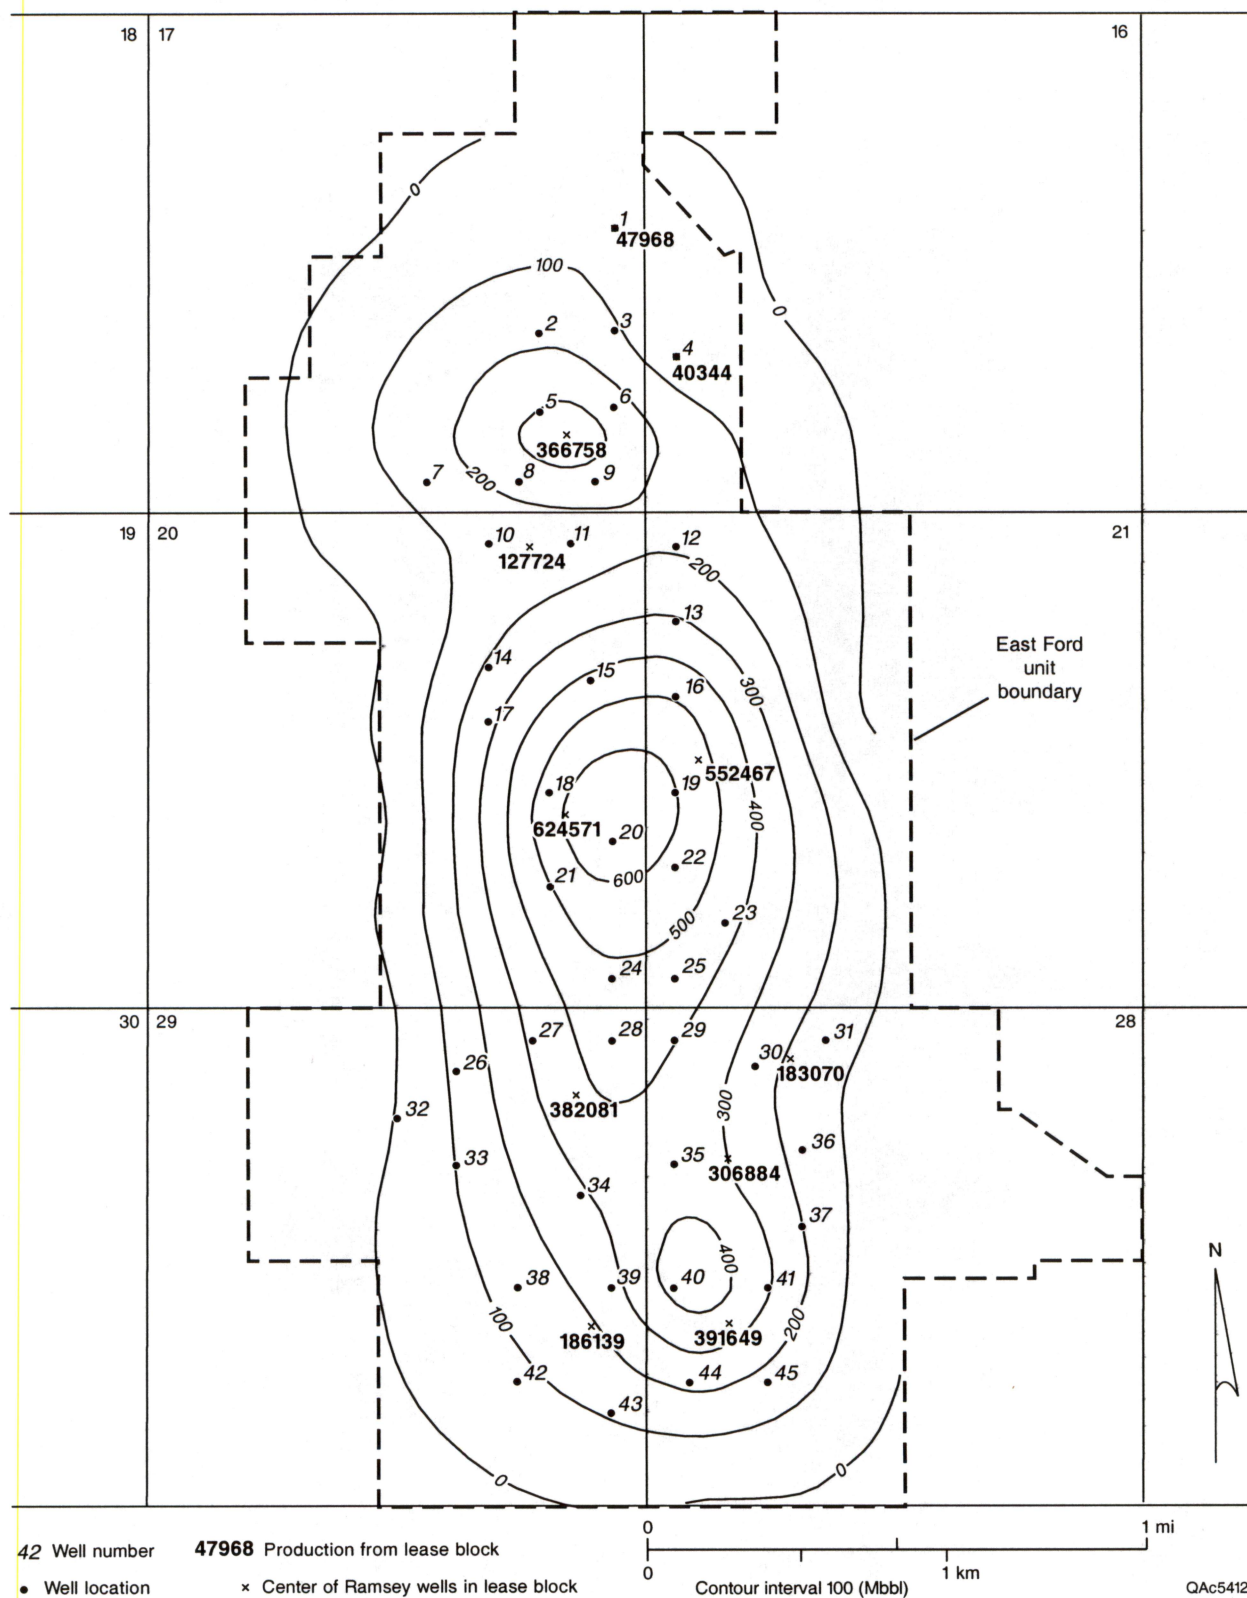 18 17 16
0
1
47968
100
0
2 3
4
40344
6
5
366758
7 200 8 9
19 20 21
10 11 12
127724
200
13
East Ford
unit
boundary
14
15
16 300
17
552467
18 19
400
624571 20
22
600
21
23
500
24 25
30 29 28
27 28 29 31
30
26 183070
382081 300
32
36
35
33 306884
34
37
400
38 39 40 41
100 200
186139 391649
42 44 45
43
0 0
N
0 1 mi
0 1 km
42 Well number 47968 Production from lease block
• Well location × Center of Ramsey wells in lease block Contour interval 100 (Mbbl) QAc5412